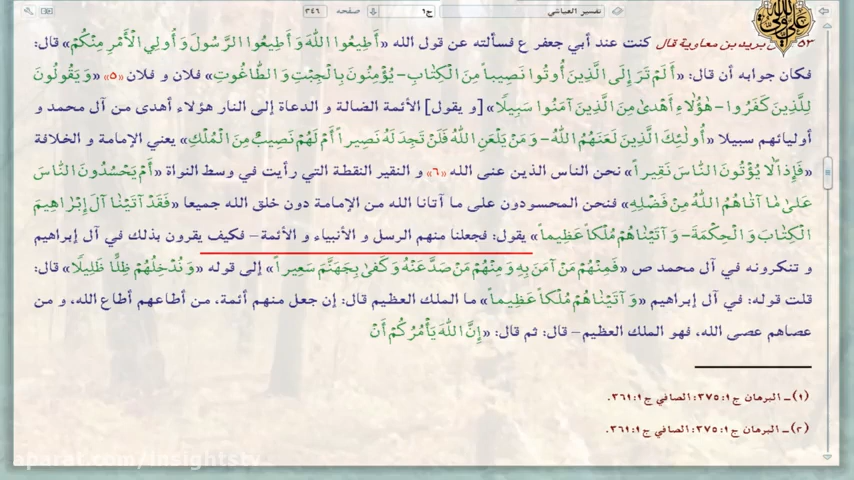 تفسير العياشي ج١ صفحه ٣٤٦
بريد بن معاوية قال كنت عند أبي جعفر ع فسألته عن قول الله «أَطِيعُوا اللَّهَ وَ أَطِيعُوا الرَّسُولَ وَ أُولِي الْأَمْرِ مِنْكُمْ» قال:
فكان جوابه أن قال: «أَلَمْ تَرَ إِلَى الَّذِينَ أُوتُوا نَصِيباً مِنَ الْكِتَابِ- يُؤْمِنُونَ بِالْجِبْتِ وَ الطَّاغُوتِ» فلان و فلان «٥» «وَ يَقُولُونَ
لِلَّذِينَ كَفَرُوا- هَؤُلَاءِ أَهْدَى مِنَ الَّذِينَ آمَنُوا سَبِيلًا» [و يقول] الأئمة الضالة و الدعاة إلى النار هؤلاء أهدى من آل محمد و
أوليائهم سبيلا «أُولَئِكَ الَّذِينَ لَعَنَهُمُ اللَّهُ- وَ مَنْ يَلْعَنِ اللَّهُ فَلَنْ تَجِدَ لَهُ نَصِيراً أَمْ لَهُمْ نَصِيبٌ مِنَ الْمُلْكِ» يعني الإمامة و الخلافة
«فَإِذاً لَا يُؤْتُونَ النَّاسَ نَقِيراً» نحن الناس الذين عنى الله «٦» و النقير النقطة التي رأيت في وسط النواة «أَمْ يَحْسُدُونَ النَّاسَ
عَلَى مَا آتَاهُمُ اللَّهُ مِنْ فَضْلِهِ» فنحن المحسودون على ما آتانا الله من الإمامة دون خلق الله جميعا «فَقَدْ آتَيْنَا آلَ إِبْرَاهِيمَ
الْكِتَابَ وَ الْحِكْمَةَ- وَ آتَيْنَاهُمْ مُلْكاً عَظِيماً» يقول: فجعلنا منهم الرسل و الأنبياء و الأئمة- فكيف يقرون بذلك في آل إبراهيم
و تنكرونه في آل محمد ص «فَمِنْهُمْ مَنْ آمَنَ بِهِ وَ مِنْهُمْ مَنْ صَدَّ عَنْهُ وَ كَفَى بِجَهَنَّمَ سَعِيراً» إلى قوله «وَ نُدْخِلُهُمْ ظِلًّا ظَلِيلًا» قال:
قلت قوله: في آل إبراهيم «وَ آتَيْنَاهُمْ مُلْكاً عَظِيماً» ما الملك العظيم قال: إن جعل منهم أئمة، من أطاعهم أطاع الله، و من
عصاهم عصى الله، فهو الملك العظيم- قال: ثم قال: «إِنَّ اللَّهَ يَأْمُرُكُمْ أَنْ
(١)- البرهان ج ١: ٣٧٥؛ الصافي ج ١: ٣٦١.
(٢)- البرهان ج ١: ٣٧٥؛ الصافي ج ١: ٣٦١.
aparat.com/insightstv